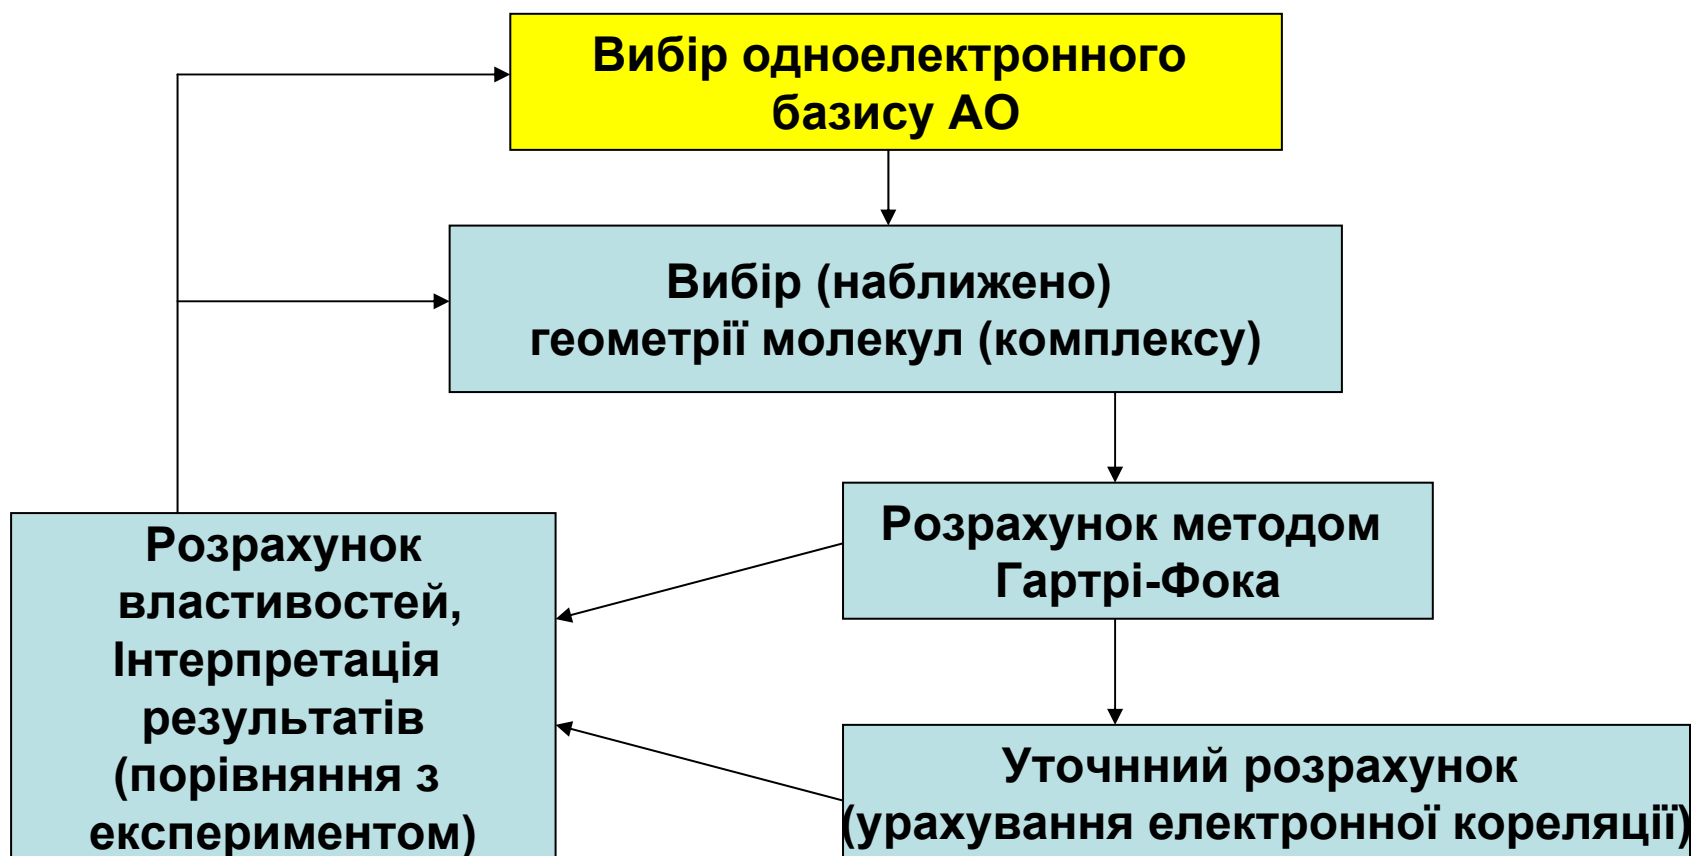 Вибір одноелектронного
базису АО
Вибір (наближено)
геометрії молекул (комплексу)
Розрахунок методом
Гартрі-Фока
Розрахунок
властивостей,
Інтерпретація
результатів
(порівняння з
експериментом)
Уточнний розрахунок
(урахування електронної кореляції)